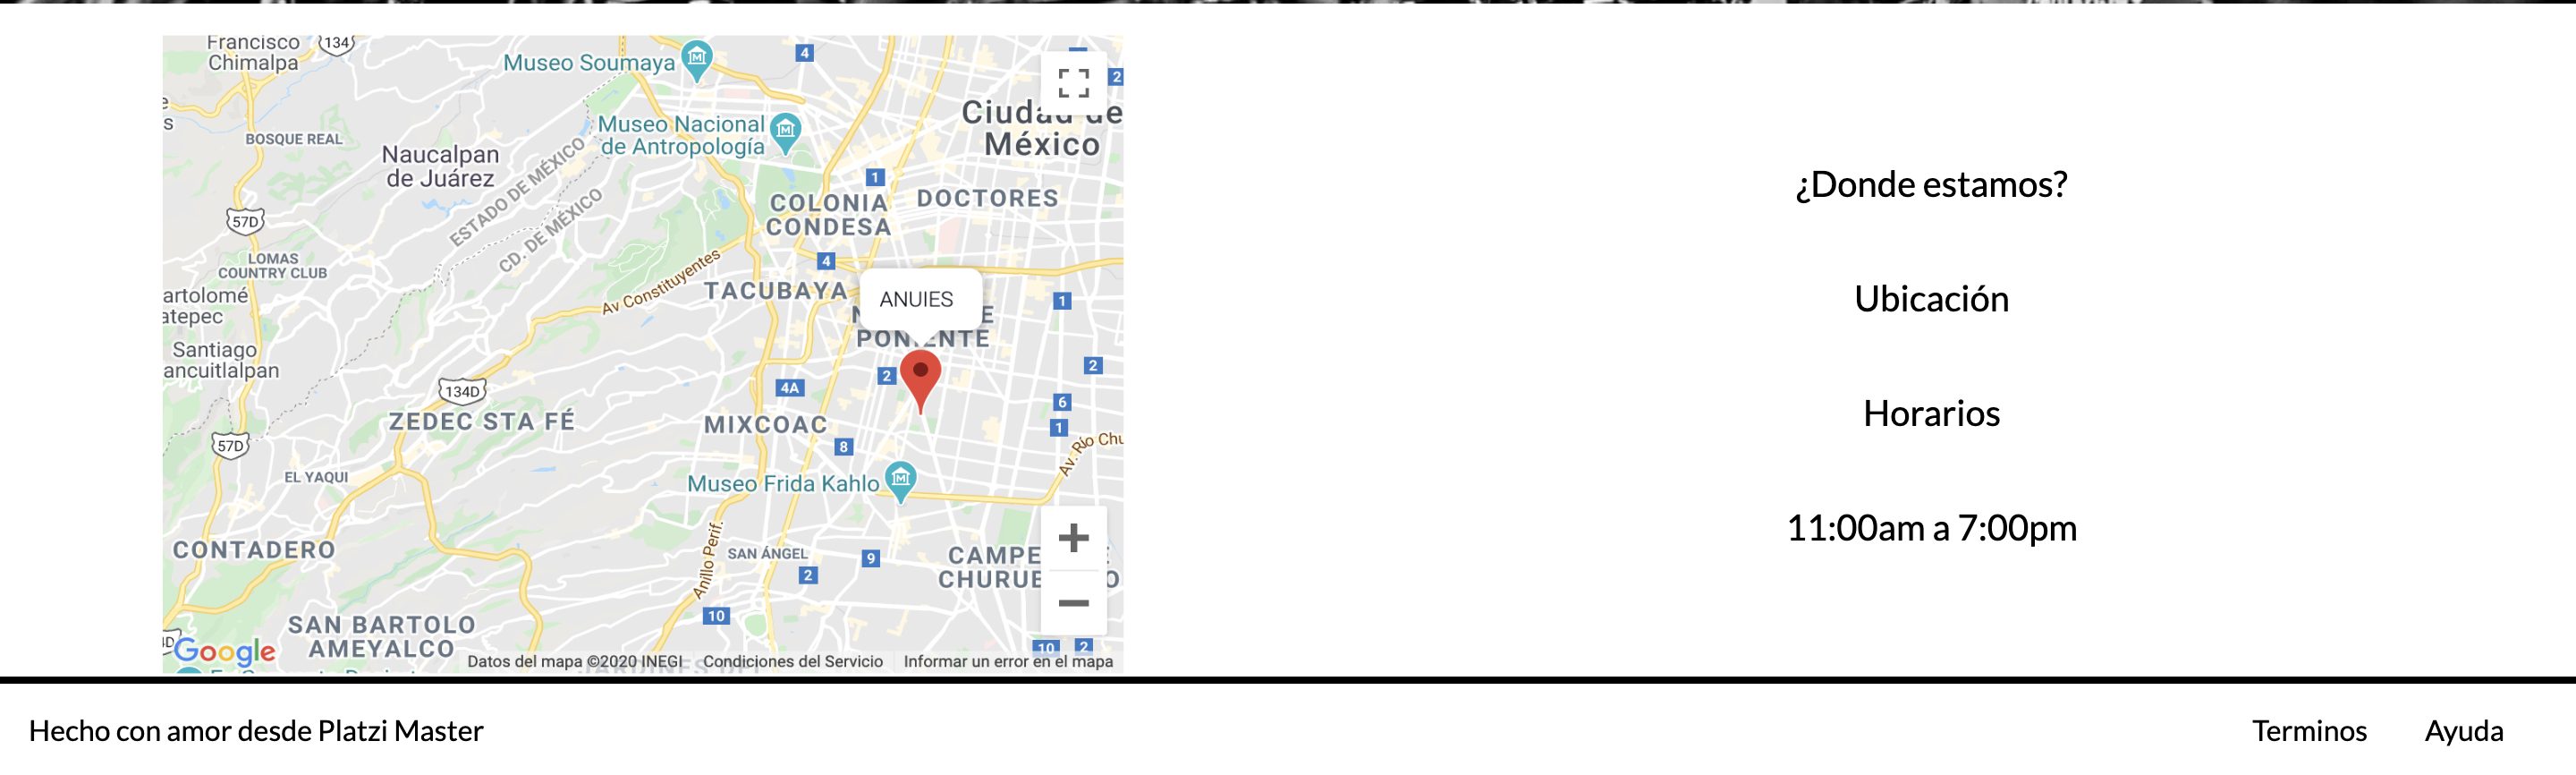 Francisco
Chimalpa
134
Museo Soumaya
4
2
BOSQUE REAL
Naucalpan
de Juárez
ESTADO DE MÉXICO
CD. DE MÉXICO
Museo Nacional
de Antropología
Ciudad de
México
1
COLONIA
CONDESA
DOCTORES
57D
LOMAS
COUNTRY CLUB
4
Av Constituyentes
TACUBAYA
ANUIES
PONIENTE
1
artolomé
atepec
Santiago
ancuitlalpan
134D
2
2
4A
6
1
ZEDEC STA FÉ
MIXCOAC
8
Av. Río Chu
57D
EL YAQUI
Museo Frida Kahlo
Anillo Perif.
CONTADERO
SAN ÁNGEL
9
2
CAMPE
CHURUB
O
10
SAN BARTOLO
AMEYALCO
10
2
Google
Datos del mapa ©2020 INEGI
Condiciones del Servicio
Informar un error en el mapa
¿Donde estamos?
Ubicación
Horarios
11:00am a 7:00pm
Hecho con amor desde Platzi Master
Terminos
Ayuda